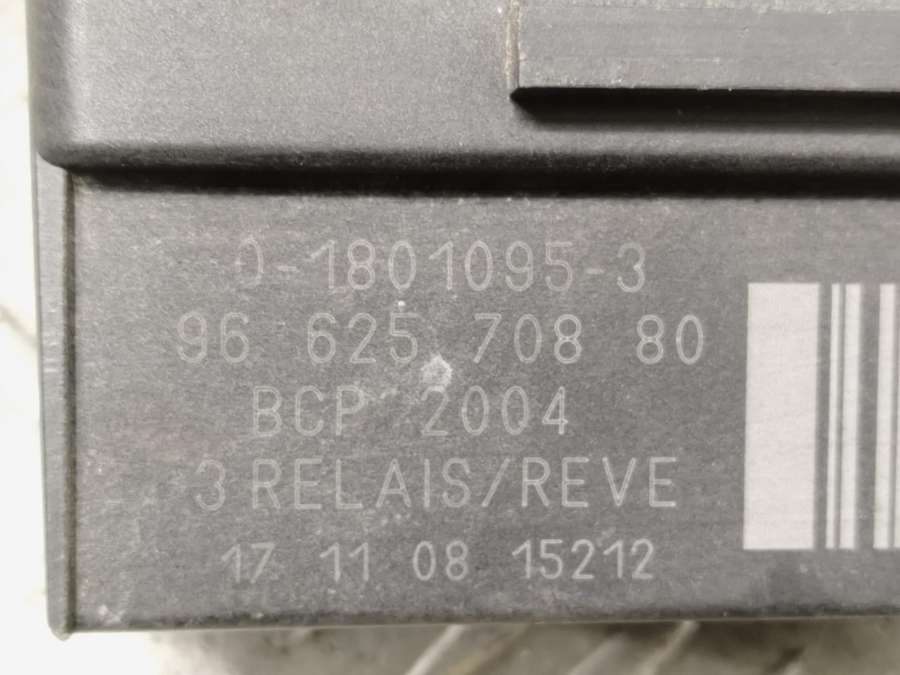 0-1801095-3
96 625 708 80
BCP 2004
3 RELAIS/REVE
17 11 08 15212